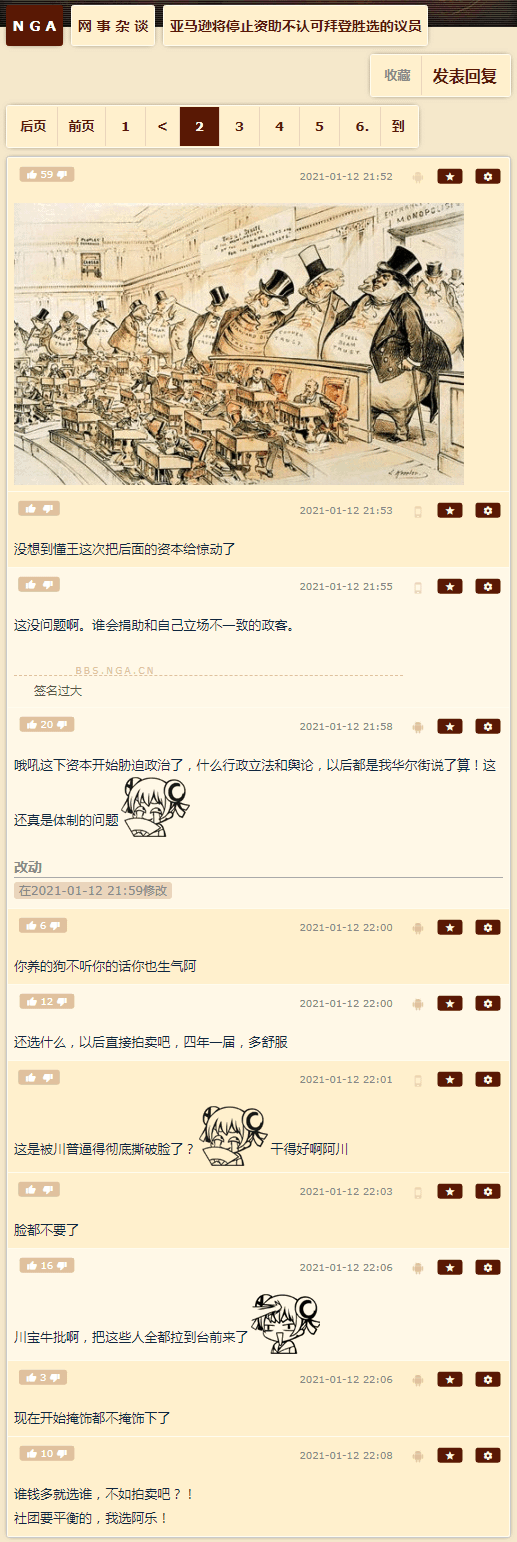 NGA 网事杂谈 亚马逊将停止资助不认可拜登胜选的议员
收藏 发表回复
后页 前页 1 < 2 3 4 5 6. 到
59 2021-01-12 21:52
ENTRANCE
MONOPOLISTS
PEOPLES
ENTRANCE
CLOSED
STEEL
BEAM
TRUST.
COPPER
TRUST
J. Keppler
2021-01-12 21:53
没想到懂王这次把后面的资本给惊动了
2021-01-12 21:55
这没问题啊。谁会捐助和自己立场不一致的政客。
BBS.NGA.CN
签名过大
20 2021-01-12 21:58
哦吼这下资本开始胁迫政治了，什么行政立法和舆论，以后都是我华尔街说了算！这
还真是体制的问题
改动
在2021-01-12 21:59修改
6 2021-01-12 22:00
你养的狗不听你的话你也生气阿
12 2021-01-12 22:00
还选什么，以后直接拍卖吧，四年一届，多舒服
2021-01-12 22:01
这是被川普逼得彻底撕破脸了？ 干得好啊阿川
2021-01-12 22:03
脸都不要了
16 2021-01-12 22:06
川宝牛批啊，把这些人全都拉到台前来了
3 2021-01-12 22:06
现在开始掩饰都不掩饰下了
10 2021-01-12 22:08
谁钱多就选谁，不如拍卖吧？！
社团要平衡的，我选阿乐！